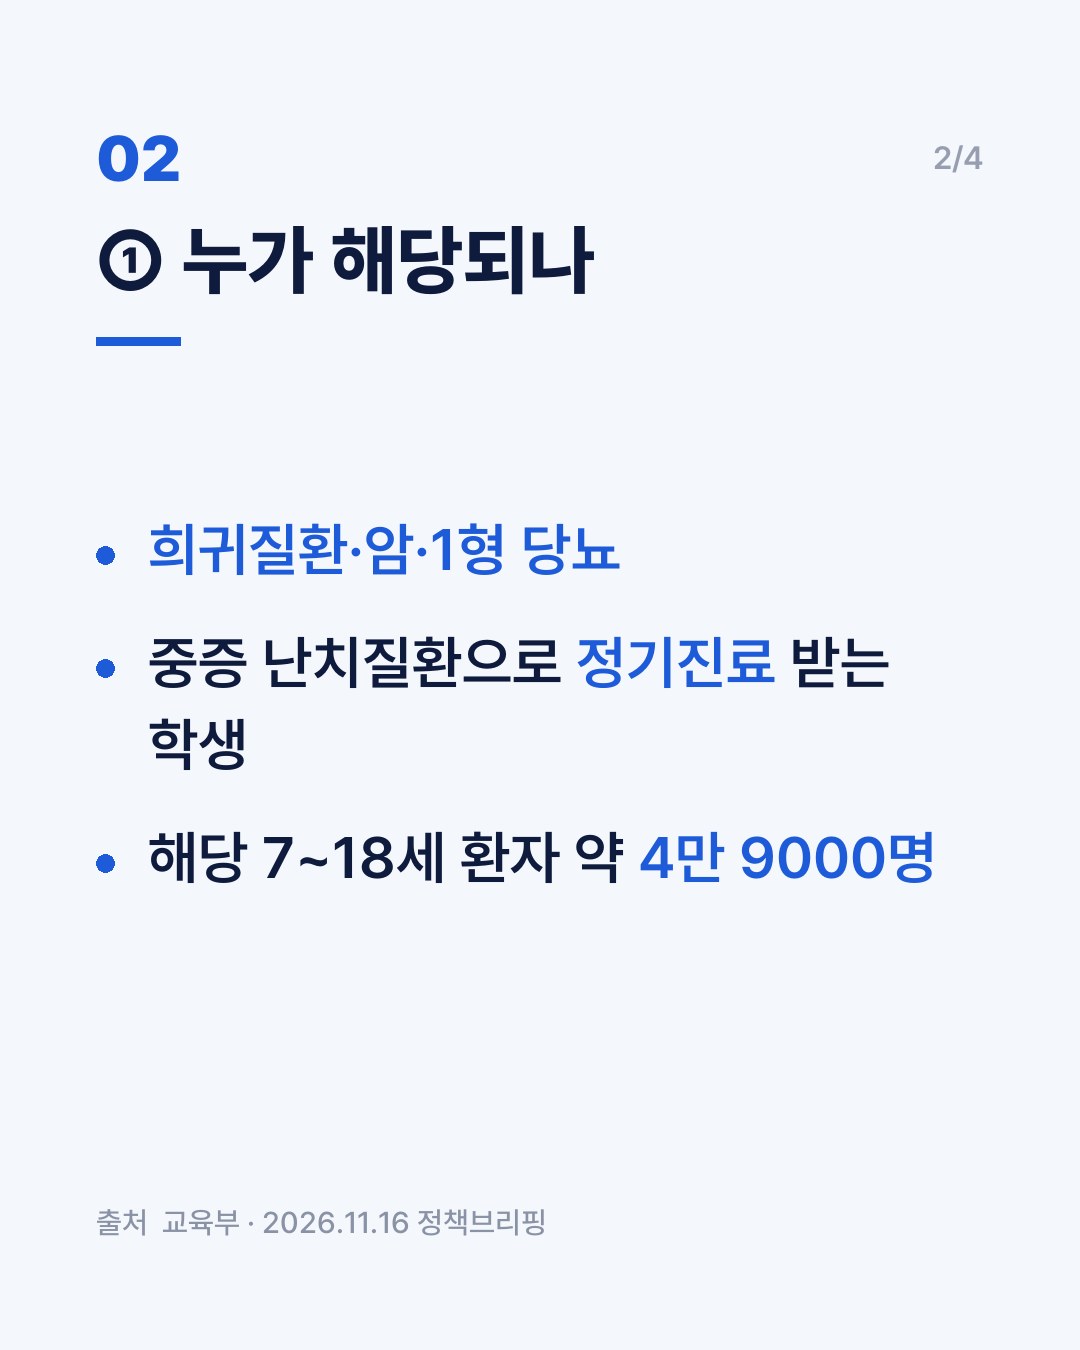 02
2/4
① 누가 해당되나
• 희귀질환·암·1형 당뇨
• 중증 난치질환으로 정기진료 받는
학생
• 해당 7~18세 환자 약 4만 9000명
출처 교육부 · 2026.11.16 정책브리핑